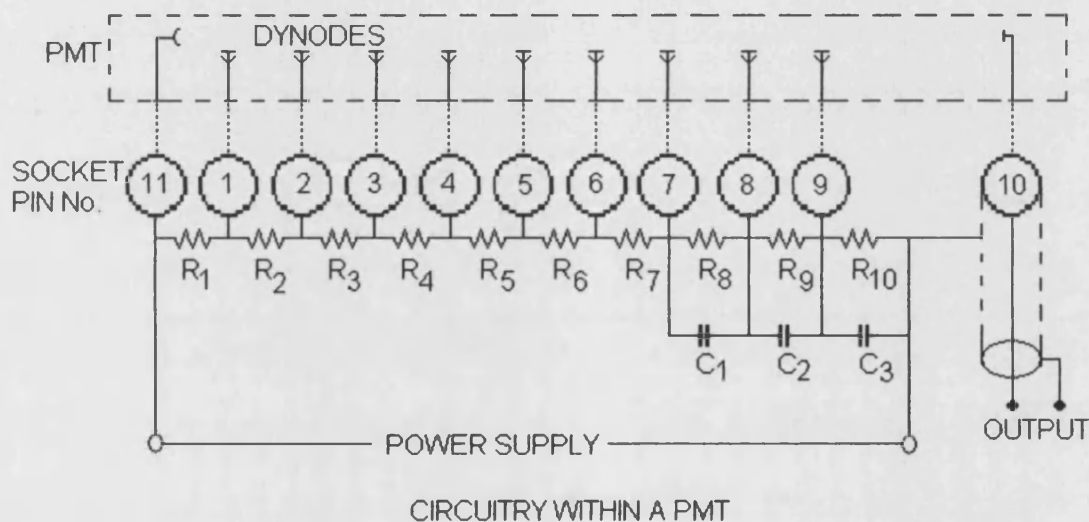 DYNODES
PMT
SOCKET
PIN No.
11 1 2 3 4 5 6 7 8 9 10
R1 R2 R3 R4 R5 R6 R7 R8 R9 R10
C1 C2 C3
OUTPUT
POWER SUPPLY
CIRCUITRY WITHIN A PMT